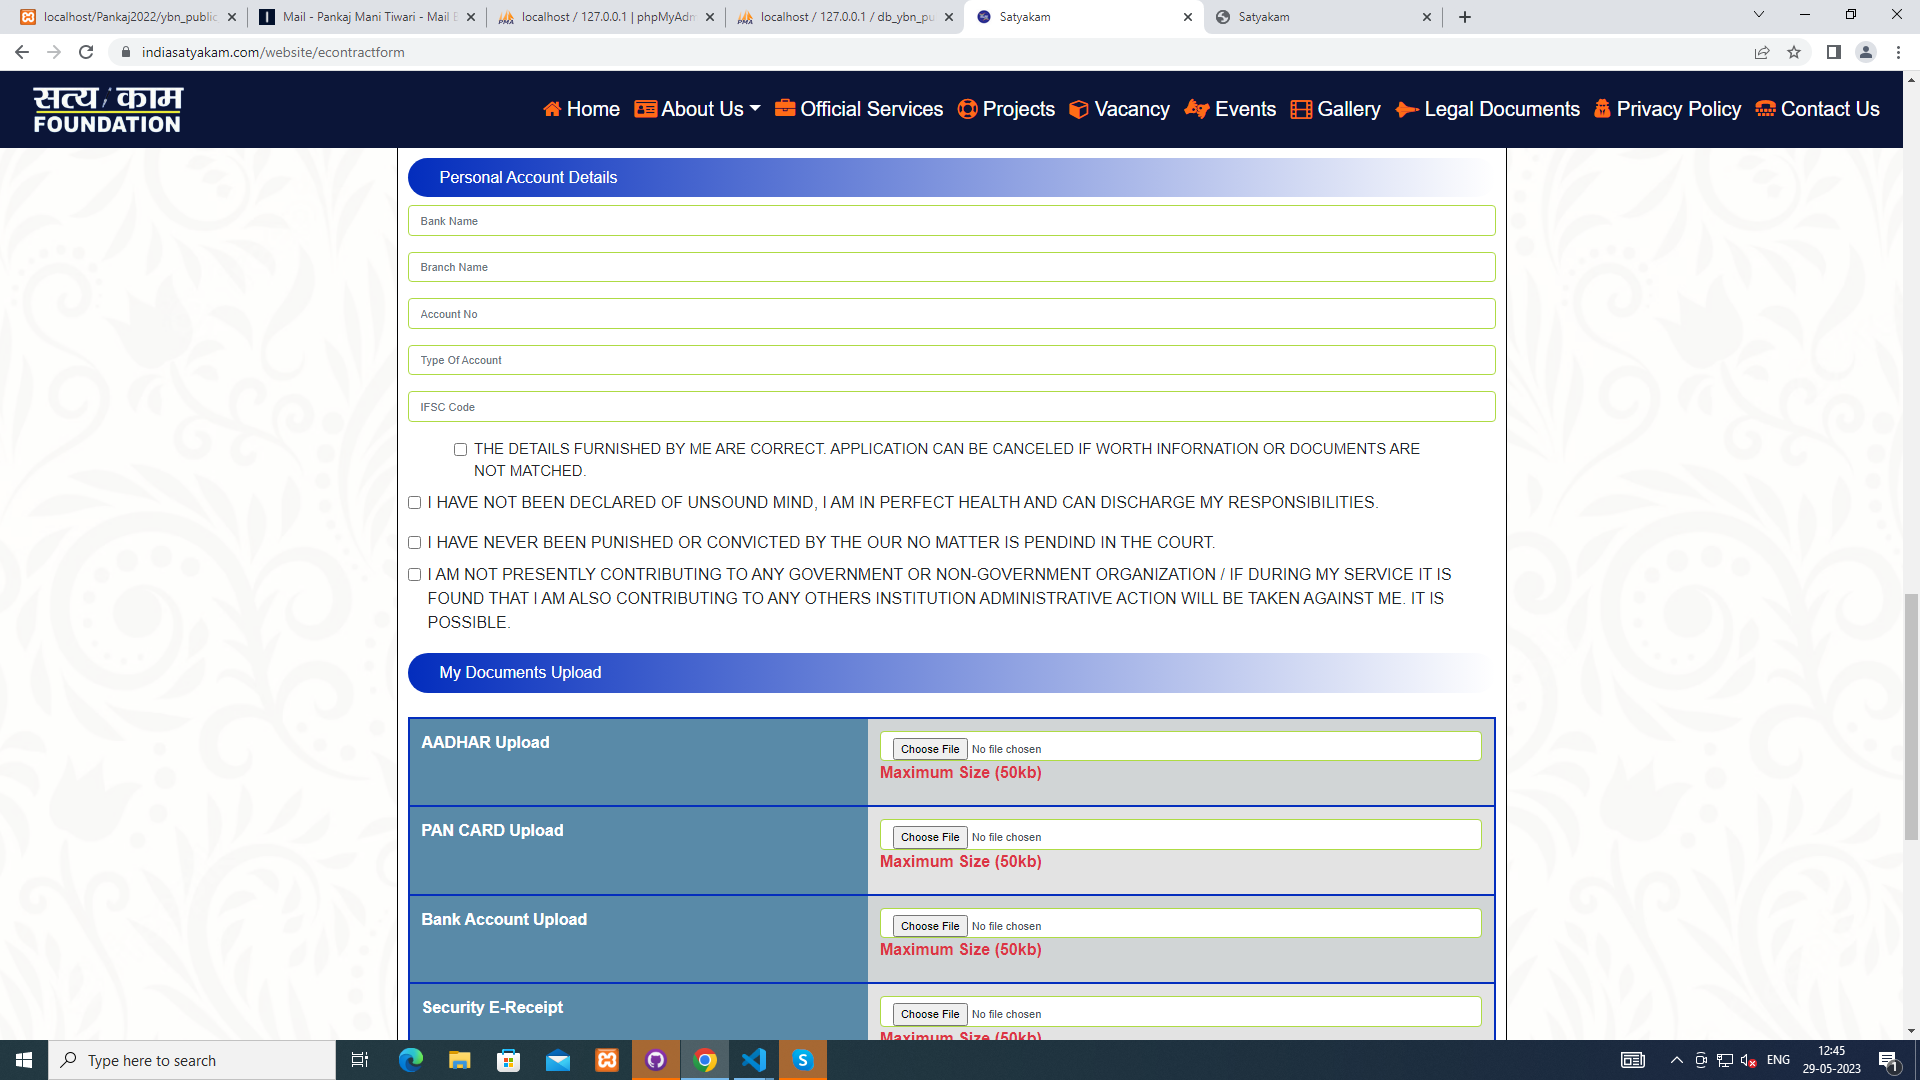 localhost/Pankaj2022/ybn_public
Mail - Pankaj Mani Tiwari - Mail
localhost / 127.0.0.1 | phpMyAdm
localhost / 127.0.0.1 / db_ybn_pu
Satyakam
Satyakam
indiasatyakam.com/website/econtractform
सत्य काम
FOUNDATION
Home
About Us
Official Services
Projects
Vacancy
Events
Gallery
Legal Documents
Privacy Policy
Contact Us
Personal Account Details
Bank Name
Branch Name
Account No
Type Of Account
IFSC Code
THE DETAILS FURNISHED BY ME ARE CORRECT. APPLICATION CAN BE CANCELED IF WORTH INFORNATION OR DOCUMENTS ARE
NOT MATCHED.
I HAVE NOT BEEN DECLARED OF UNSOUND MIND, I AM IN PERFECT HEALTH AND CAN DISCHARGE MY RESPONSIBILITIES.
I HAVE NEVER BEEN PUNISHED OR CONVICTED BY THE OUR NO MATTER IS PENDIND IN THE COURT.
I AM NOT PRESENTLY CONTRIBUTING TO ANY GOVERNMENT OR NON-GOVERNMENT ORGANIZATION / IF DURING MY SERVICE IT IS
FOUND THAT I AM ALSO CONTRIBUTING TO ANY OTHERS INSTITUTION ADMINISTRATIVE ACTION WILL BE TAKEN AGAINST ME. IT IS
POSSIBLE.
My Documents Upload
AADHAR Upload
Choose File No file chosen
Maximum Size (50kb)
PAN CARD Upload
Choose File No file chosen
Maximum Size (50kb)
Bank Account Upload
Choose File No file chosen
Maximum Size (50kb)
Security E-Receipt
Choose File No file chosen
Maximum Size (50kb)
Type here to search
ENG
12:45
29-05-2023
1